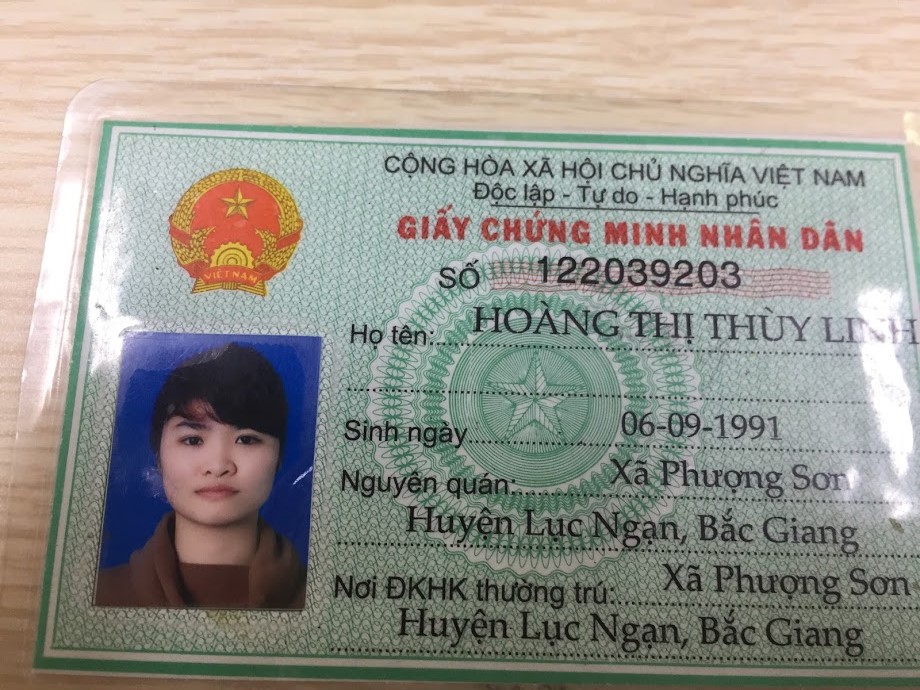 CỘNG HÒA XÃ HỘI CHỦ NGHĨA VIỆT NAM
Độc lập - Tự do - Hạnh phúc
GIẤY CHỨNG MINH NHÂN DÂN
SỐ 122039203
Họ tên: HOÀNG THỊ THÙY LINH
Sinh ngày 06-09-1991
Nguyên quán: Xã Phượng Sơn
Huyện Lục Ngạn, Bắc Giang
Nơi ĐKHK thường trú: Xã Phượng Sơn
Huyện Lục Ngạn, Bắc Giang
VIỆT NAM